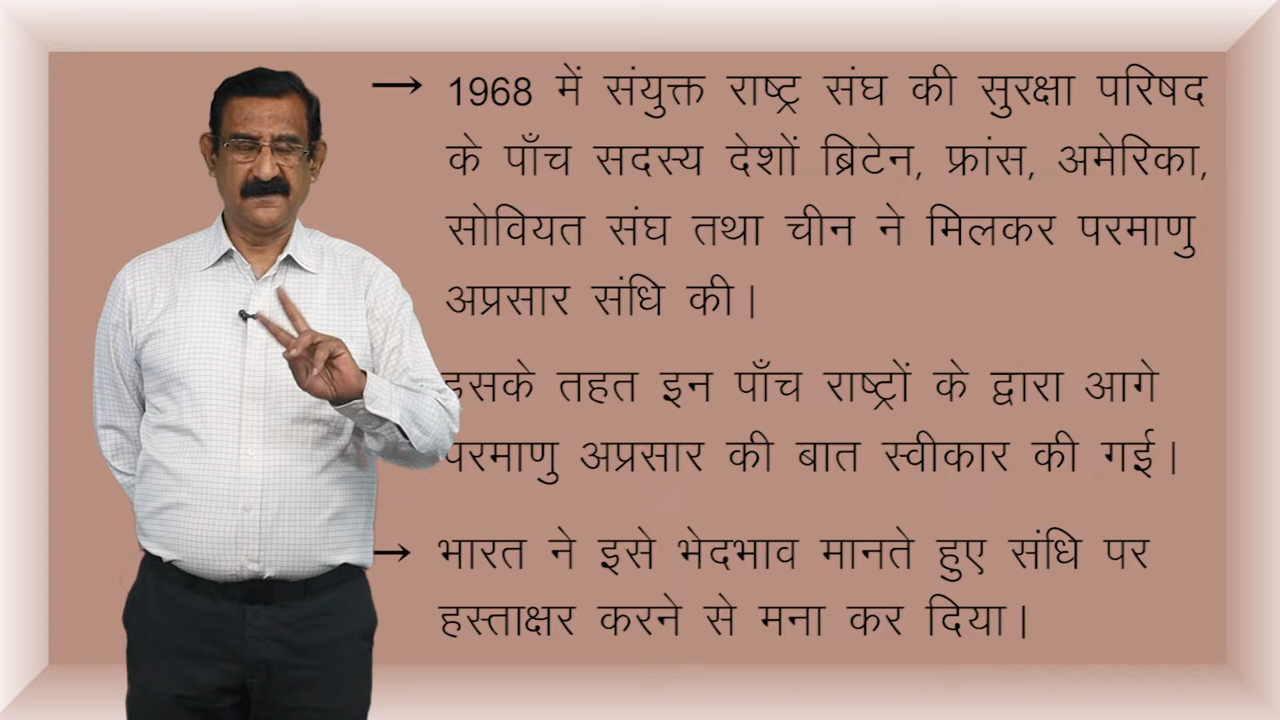 → 1968 में संयुक्त राष्ट्र संघ की सुरक्षा परिषद
के पाँच सदस्य देशों ब्रिटेन, फ्रांस, अमेरिका,
सोवियत संघ तथा चीन ने मिलकर परमाणु
अप्रसार संधि की।
इसके तहत इन पाँच राष्ट्रों के द्वारा आगे
परमाणु अप्रसार की बात स्वीकार की गई।
→ भारत ने इसे भेदभाव मानते हुए संधि पर
हस्ताक्षर करने से मना कर दिया।